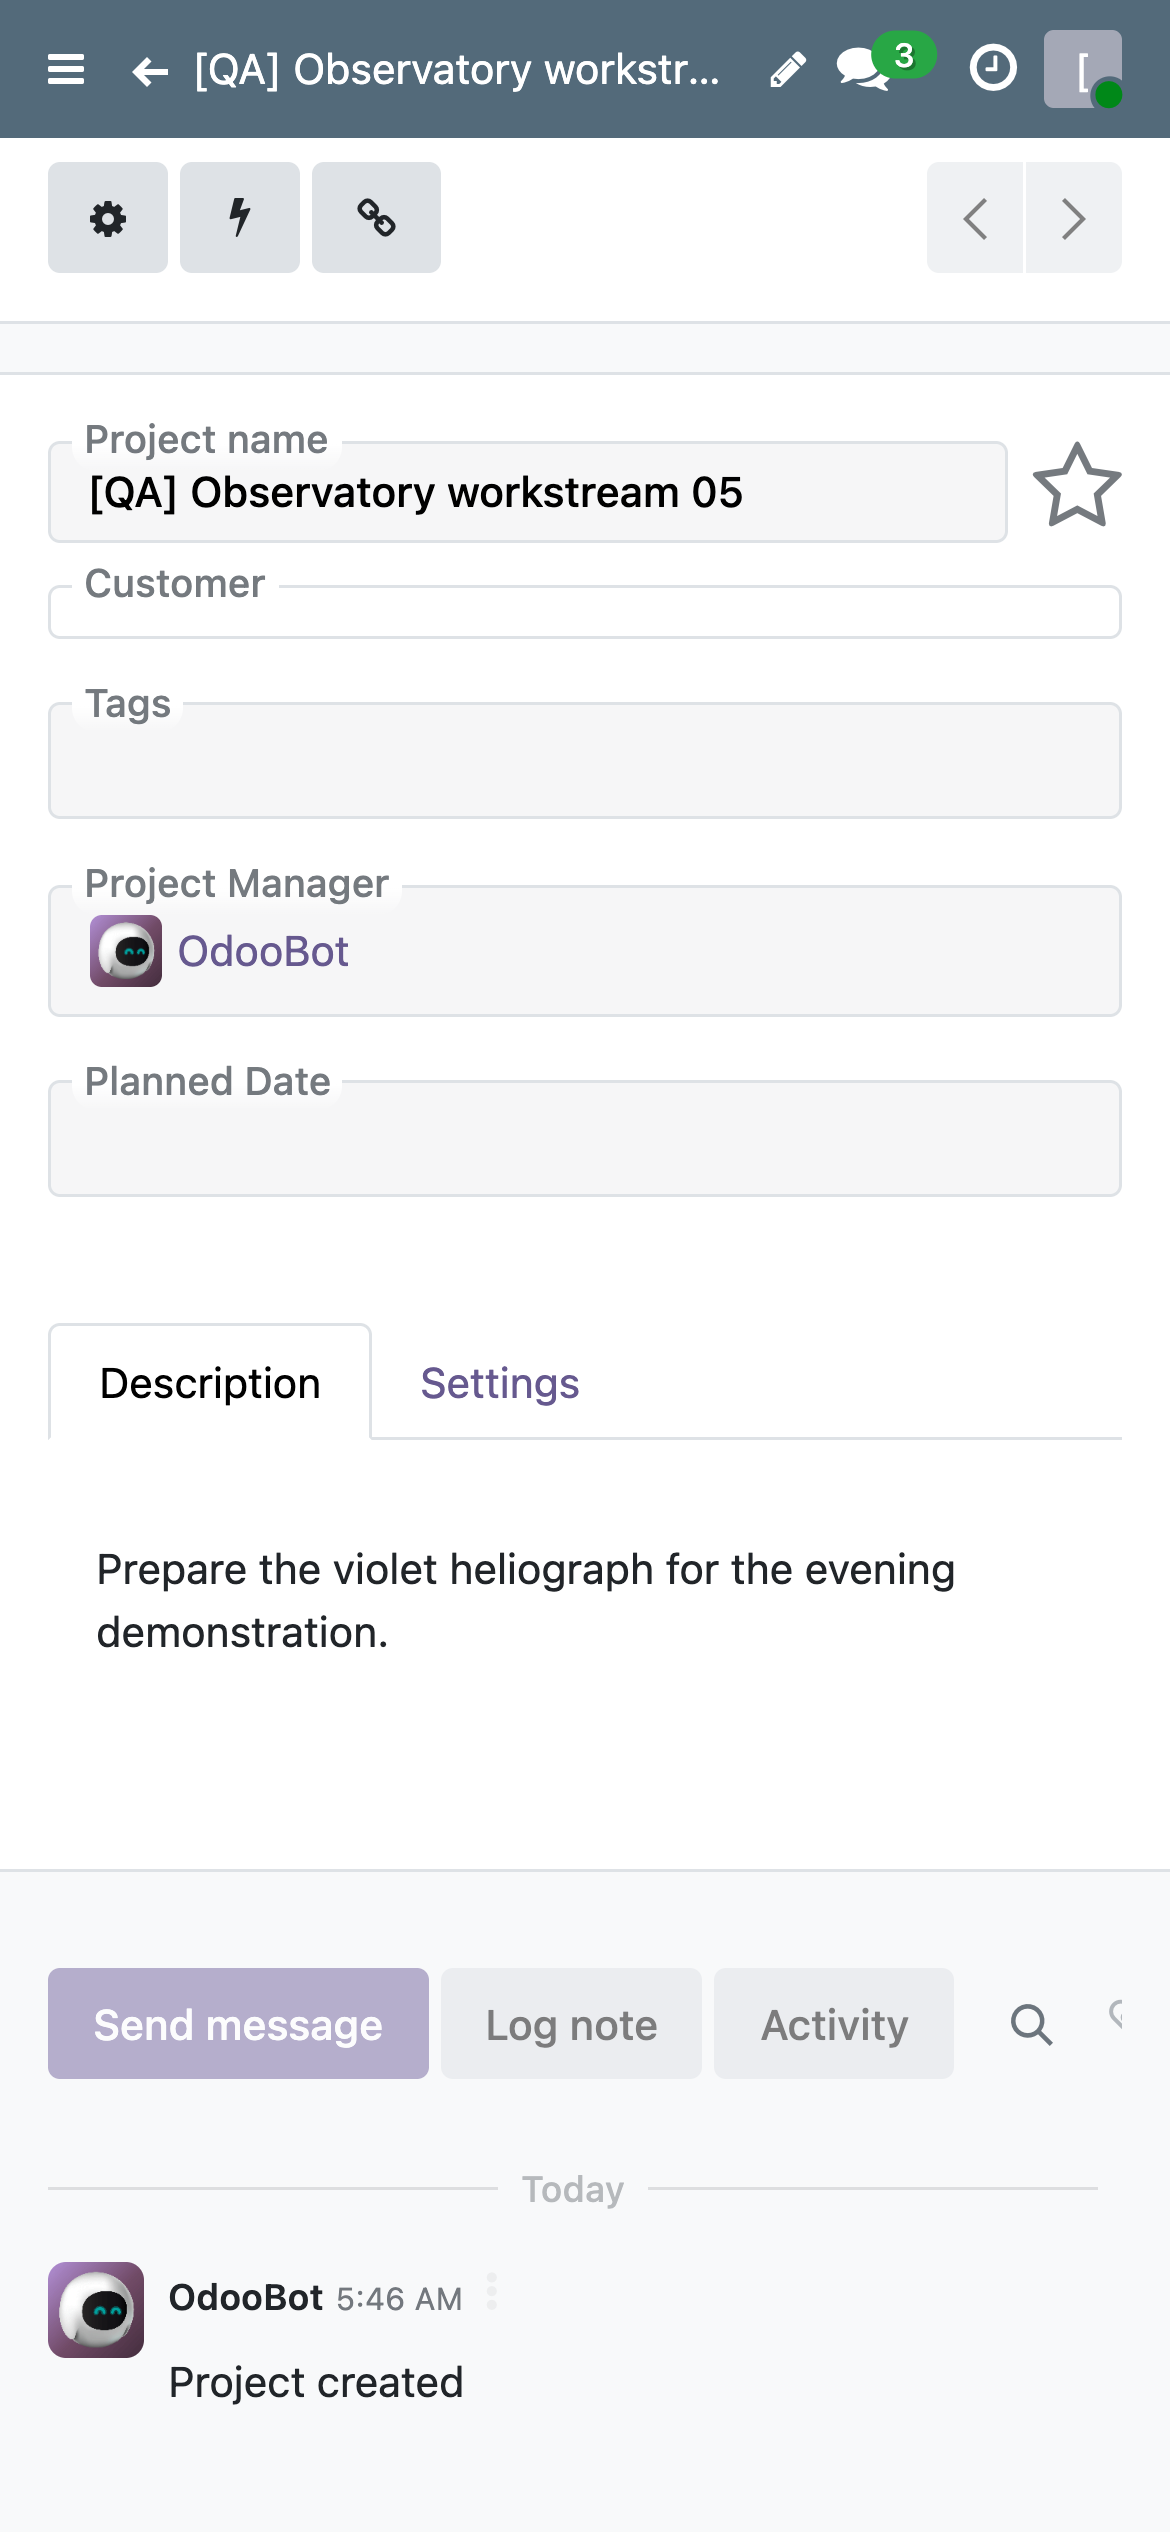 [QA] Observatory workstr...
3
[
Project name
[QA] Observatory workstream 05
Customer
Tags
Project Manager
OdooBot
Planned Date
Description
Settings
Prepare the violet heliograph for the evening
demonstration.
Send message
Log note
Activity
Today
OdooBot 5:46 AM
Project created